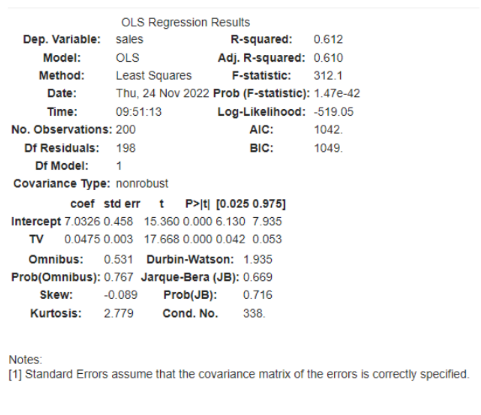 OLS Regression Results
Dep. Variable: sales R-squared: 0.612
Model: OLS Adj. R-squared: 0.610
Method: Least Squares F-statistic: 312.1
Date: Thu, 24 Nov 2022 Prob (F-statistic): 1.47e-42
Time: 09:51:13 Log-Likelihood: -519.05
No. Observations: 200 AIC: 1042.
Df Residuals: 198 BIC: 1049.
Df Model: 1
Covariance Type: nonrobust
coef std err t P>|t| [0.025 0.975]
Intercept 7.0326 0.458 15.360 0.000 6.130 7.935
TV 0.0475 0.003 17.668 0.000 0.042 0.053
Omnibus: 0.531 Durbin-Watson: 1.935
Prob(Omnibus): 0.767 Jarque-Bera (JB): 0.669
Skew: -0.089 Prob(JB): 0.716
Kurtosis: 2.779 Cond. No. 338.
Notes:
[1] Standard Errors assume that the covariance matrix of the errors is correctly specified.